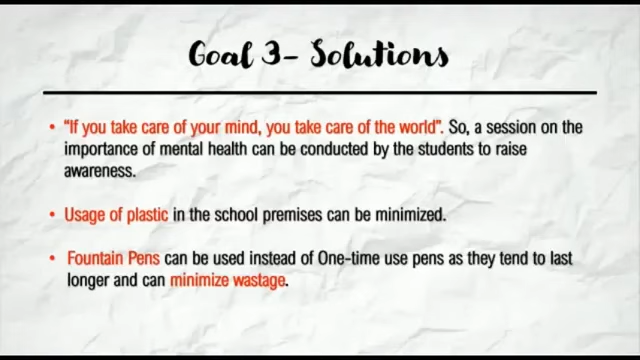 Goal 3- Solutions
• "If you take care of your mind, you take care of the world". So, a session on the
importance of mental health can be conducted by the students to raise
awareness.
• Usage of plastic in the school premises can be minimized.
• Fountain Pens can be used instead of One-time use pens as they tend to last
longer and can minimize wastage.